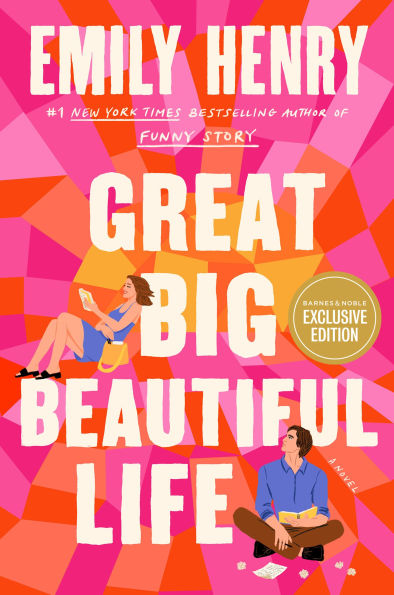 EMILY HENRY
#1 NEW YORK TIMES BESTSELLING AUTHOR OF
FUNNY STORY
GREAT
BIG
BARNES & NOBLE
EXCLUSIVE
EDITION
BEAUTIFUL
LIFE
A NOVEL